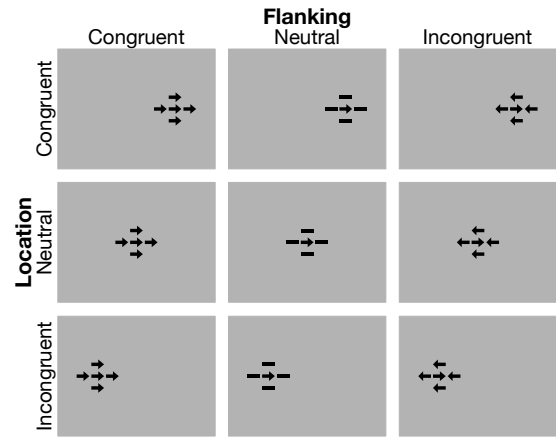 Flanking
Congruent Neutral Incongruent
Location
Congruent
Neutral
Incongruent